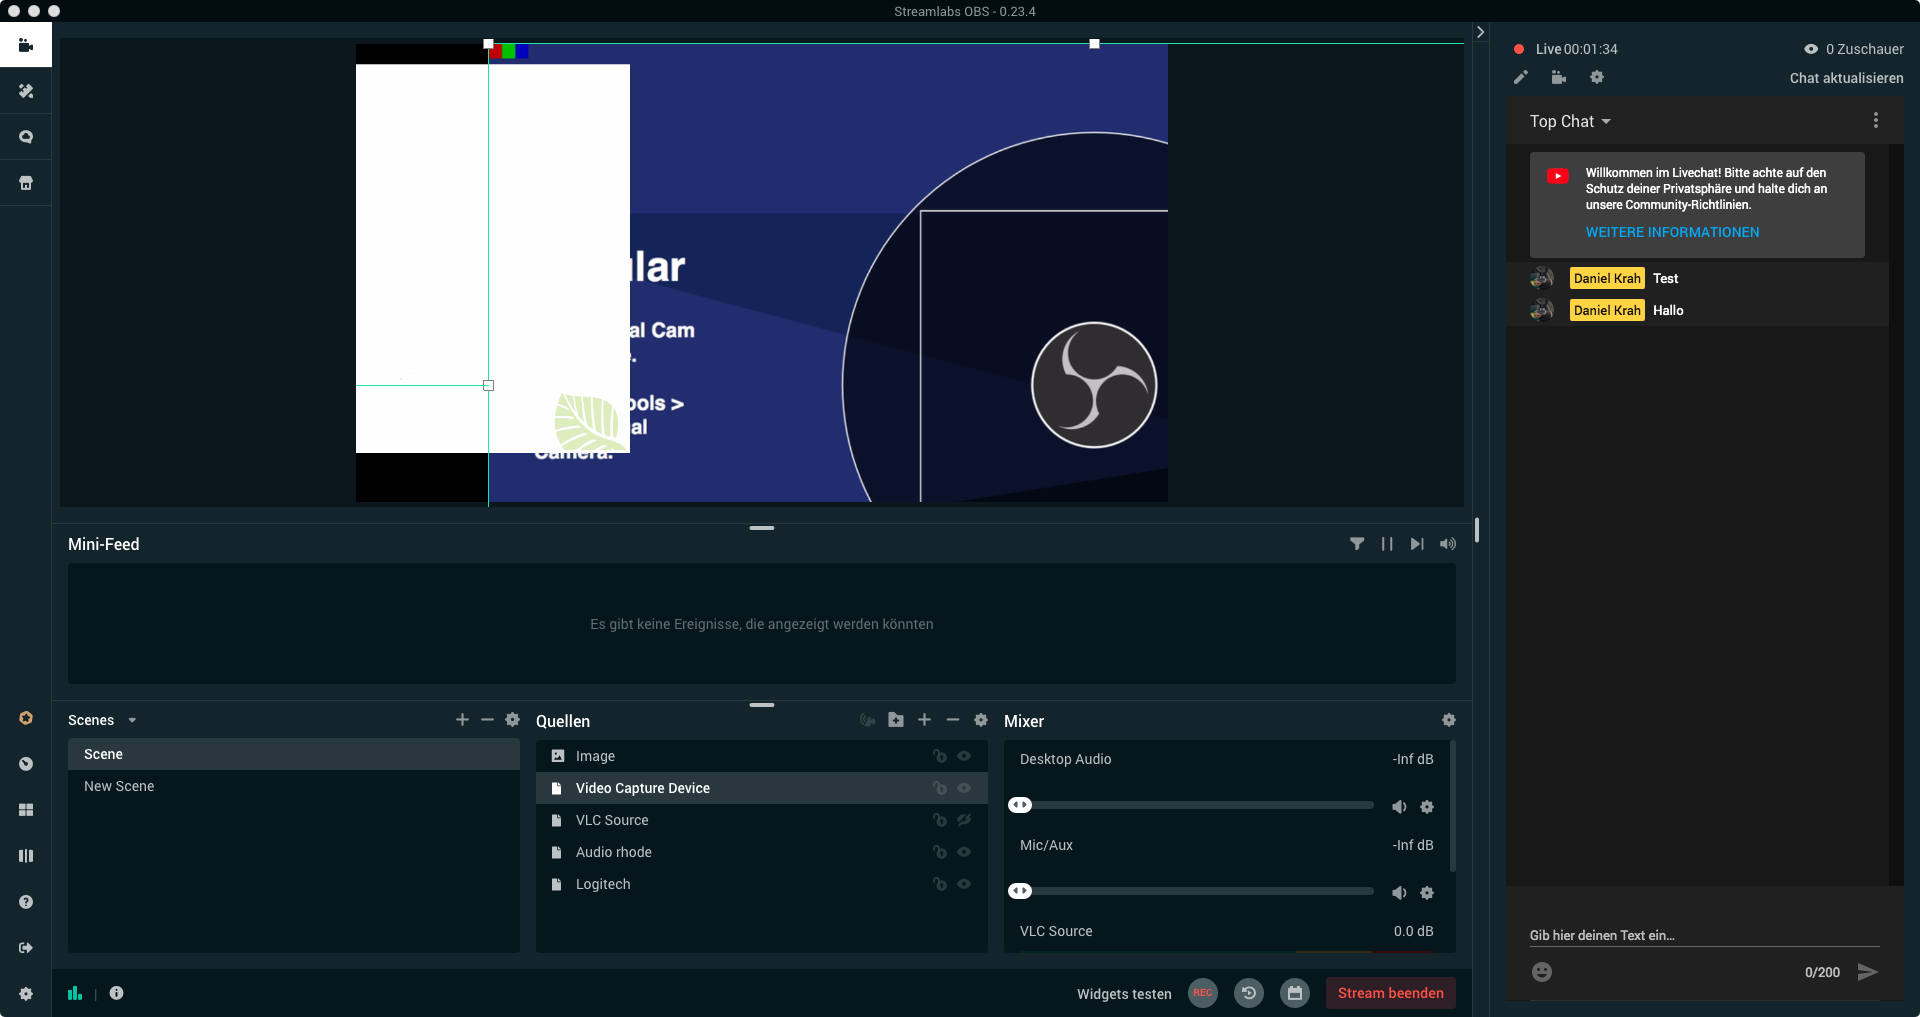 Streamlabs OBS - 0.23.4
Live 00:01:34
0 Zuschauer
Chat aktualisieren
Top Chat
Willkommen im Livechat! Bitte achte auf den
Schutz deiner Privatsphäre und halte dich an
unsere Community-Richtlinien.
WEITERE INFORMATIONEN
Daniel Krah Test
Daniel Krah Hallo
ular
al Cam
e.
ools >
al
Camera.
Mini-Feed
Es gibt keine Ereignisse, die angezeigt werden könnten
Scenes
Scene
New Scene
Quellen
Image
Video Capture Device
VLC Source
Audio rhode
Logitech
Mixer
Desktop Audio -Inf dB
Mic/Aux -Inf dB
VLC Source 0.0 dB
Gib hier deinen Text ein...
0/200
Widgets testen
REC
Stream beenden